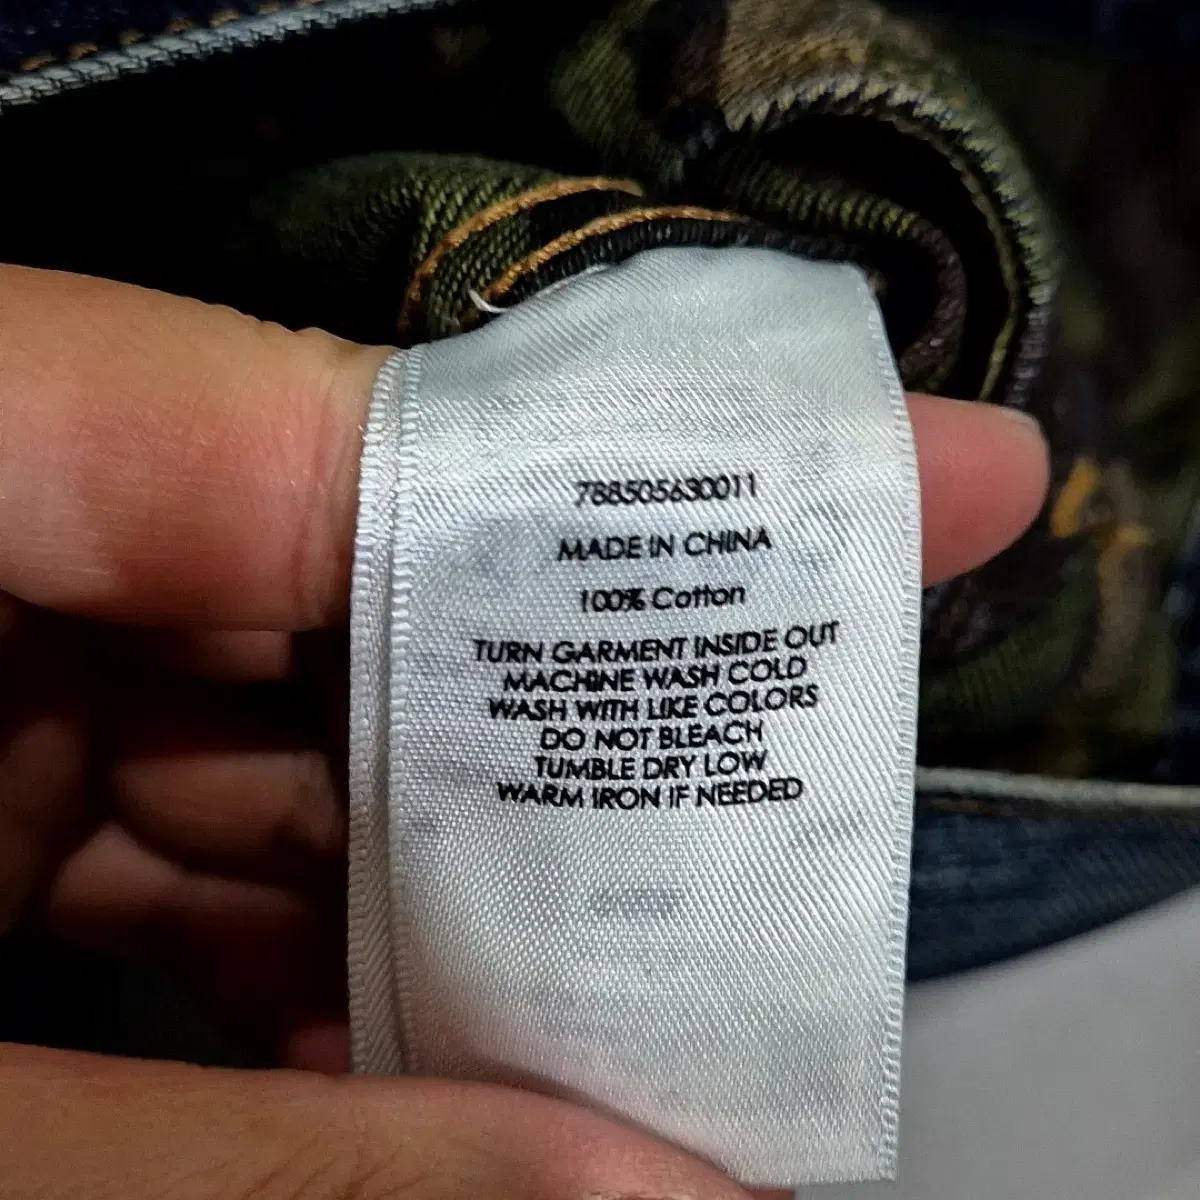 788505630011
MADE IN CHINA
100% Cotton
TURN GARMENT INSIDE OUT
MACHINE WASH COLD
WASH WITH LIKE COLORS
DO NOT BLEACH
TUMBLE DRY LOW
WARM IRON IF NEEDED